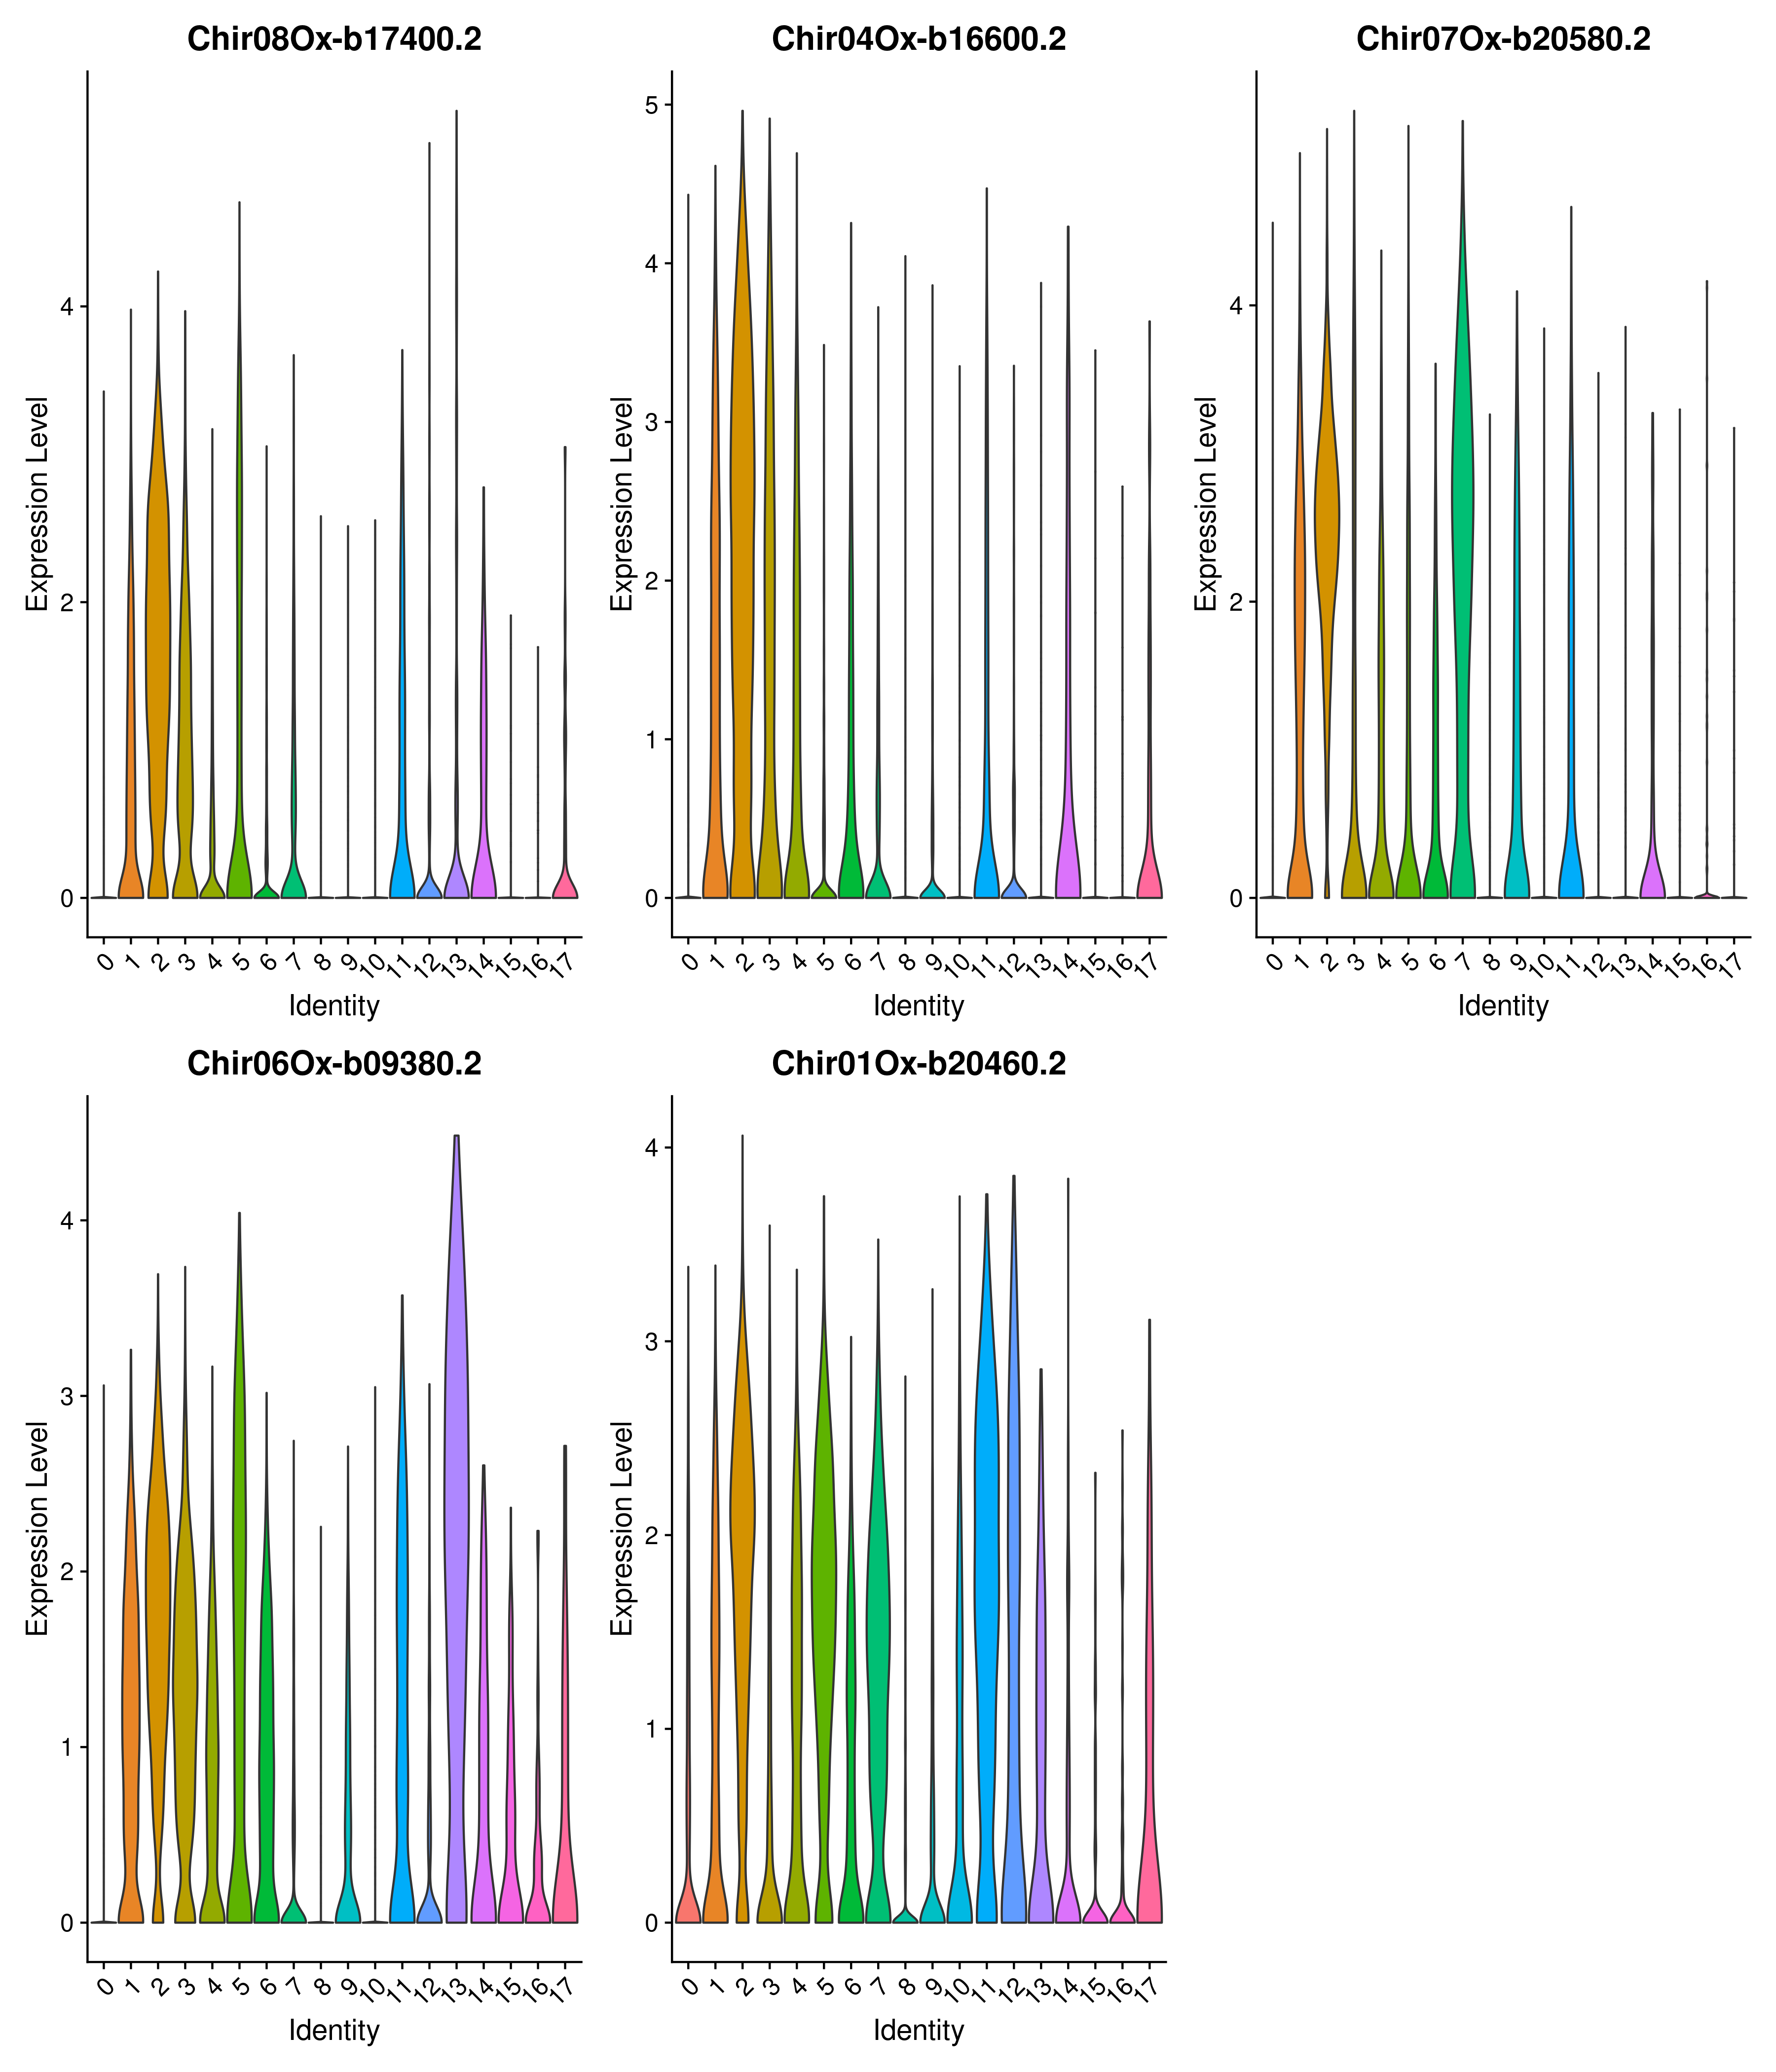 Chir08Ox-b17400.2
Expression Level
4
2
0
0 1 2 3 4 5 6 7 8 9 10 11 12 13 14 15 16 17
Identity
Chir04Ox-b16600.2
Expression Level
5
4
3
2
1
0
0 1 2 3 4 5 6 7 8 9 10 11 12 13 14 15 16 17
Identity
Chir07Ox-b20580.2
Expression Level
4
2
0
0 1 2 3 4 5 6 7 8 9 10 11 12 13 14 15 16 17
Identity
Chir06Ox-b09380.2
Expression Level
4
3
2
1
0
0 1 2 3 4 5 6 7 8 9 10 11 12 13 14 15 16 17
Identity
Chir01Ox-b20460.2
Expression Level
4
3
2
1
0
0 1 2 3 4 5 6 7 8 9 10 11 12 13 14 15 16 17
Identity